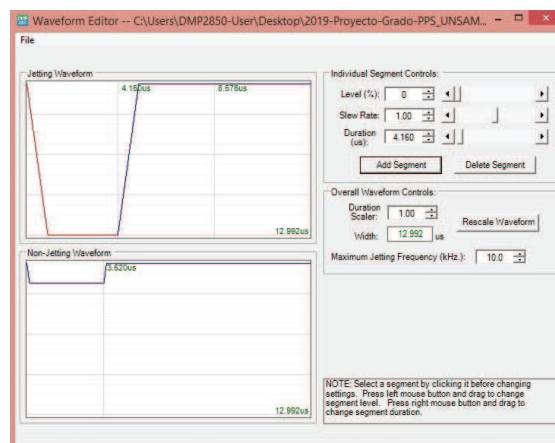 Waveform Editor -- C:\Users\DMP2850-User\Desktop\2019-Proyecto-Grado-PPS_UNSAM...
File
Jetting Waveform
4.160us
8.576us
12.992us
Non-Jetting Waveform
3.620us
12.992us
Individual Segment Controls:
Level (%): 0
Slew Rate: 1.00
Duration (us): 4.160
Add Segment
Delete Segment
Overall Waveform Controls:
Duration Scaler: 1.00
Width: 12.992 us
Rescale Waveform
Maximum Jetting Frequency (kHz.): 10.0
NOTE: Select a segment by clicking it before changing
settings. Press left mouse button and drag to change
segment level. Press right mouse button and drag to
change segment duration.